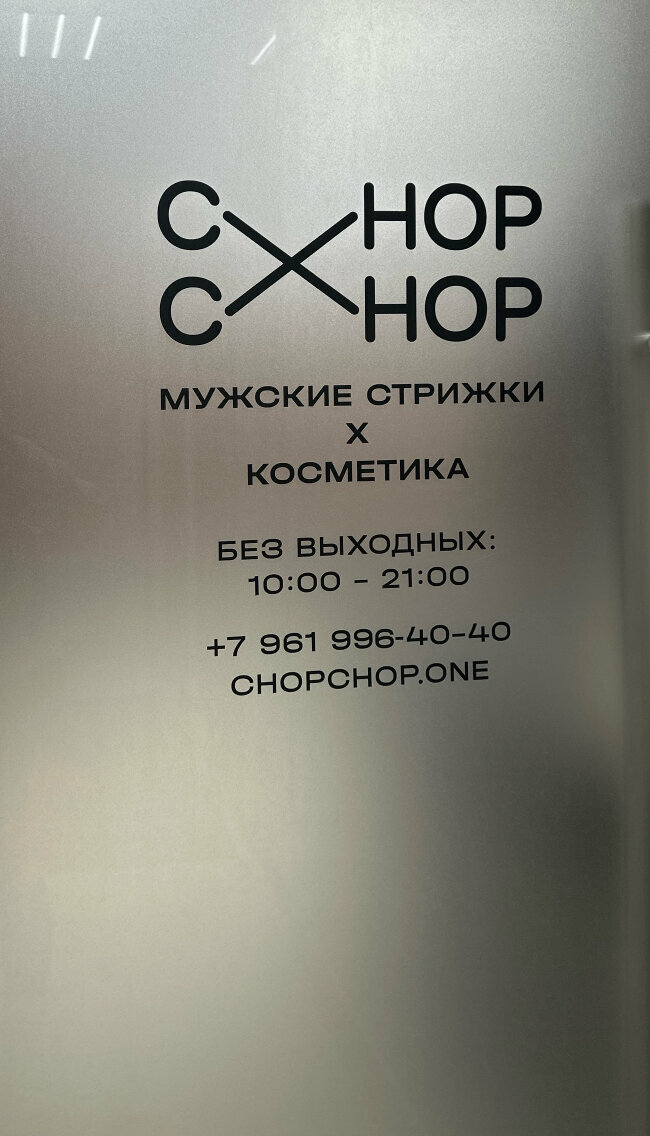 CHOP
CHOP
МУЖСКИЕ СТРИЖКИ
X
КОСМЕТИКА
БЕЗ ВЫХОДНЫХ:
10:00 – 21:00
+7 961 996-40-40
CHOPCHOP.ONE